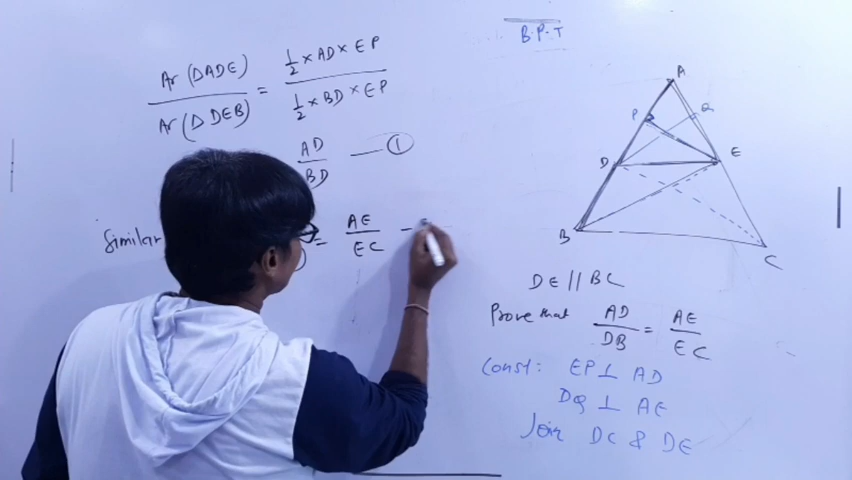 B.P.T
Ar (ΔADE) / Ar (Δ DEB) = ½ × AD × EP / ½ × BD × EP
AD / BD — ①
Similar = AE / EC —
A
P Q
D E
B C
DE // BC
Prove that AD / DB = AE / EC
Const: EP ⊥ AD
DQ ⊥ AE
Join DC & DE